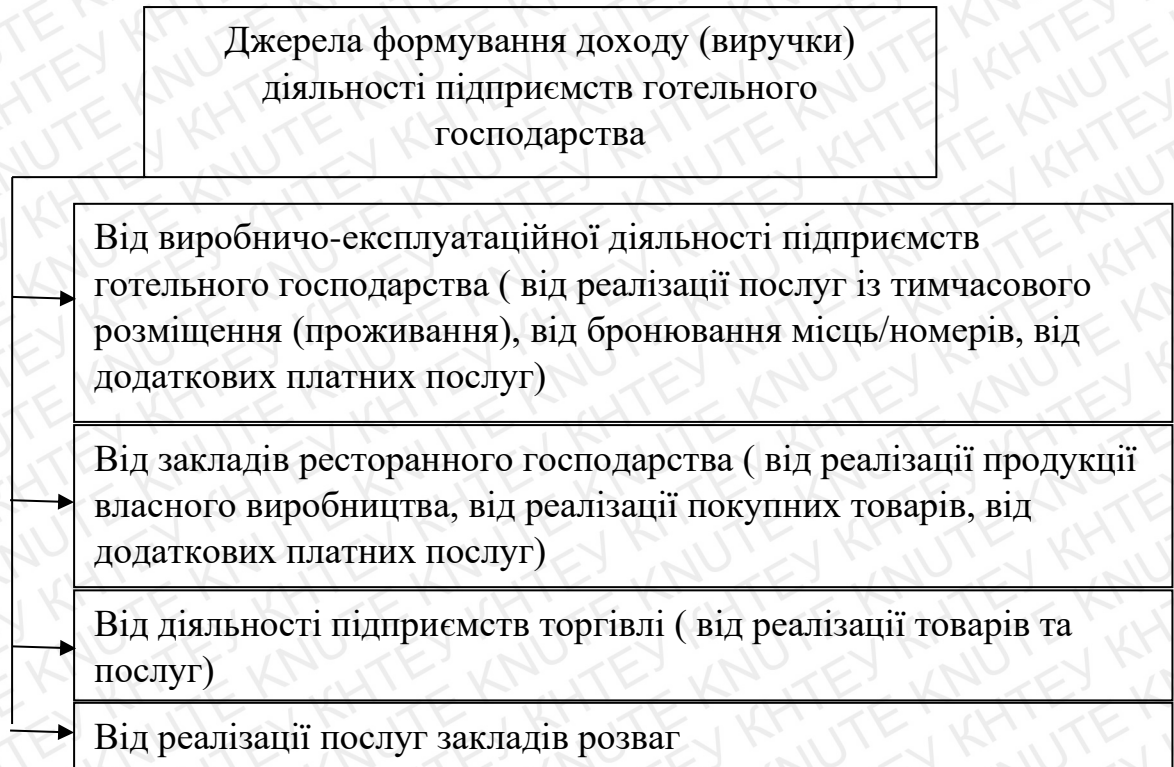 Джерела формування доходу (виручки)
діяльності підприємств готельного
господарства
Від виробничо-експлуатаційної діяльності підприємств
готельного господарства ( від реалізації послуг із тимчасового
розміщення (проживання), від бронювання місць/номерів, від
додаткових платних послуг)
Від закладів ресторанного господарства ( від реалізації продукції
власного виробництва, від реалізації покупних товарів, від
додаткових платних послуг)
Від діяльності підприємств торгівлі ( від реалізації товарів та
послуг)
Від реалізації послуг закладів розваг